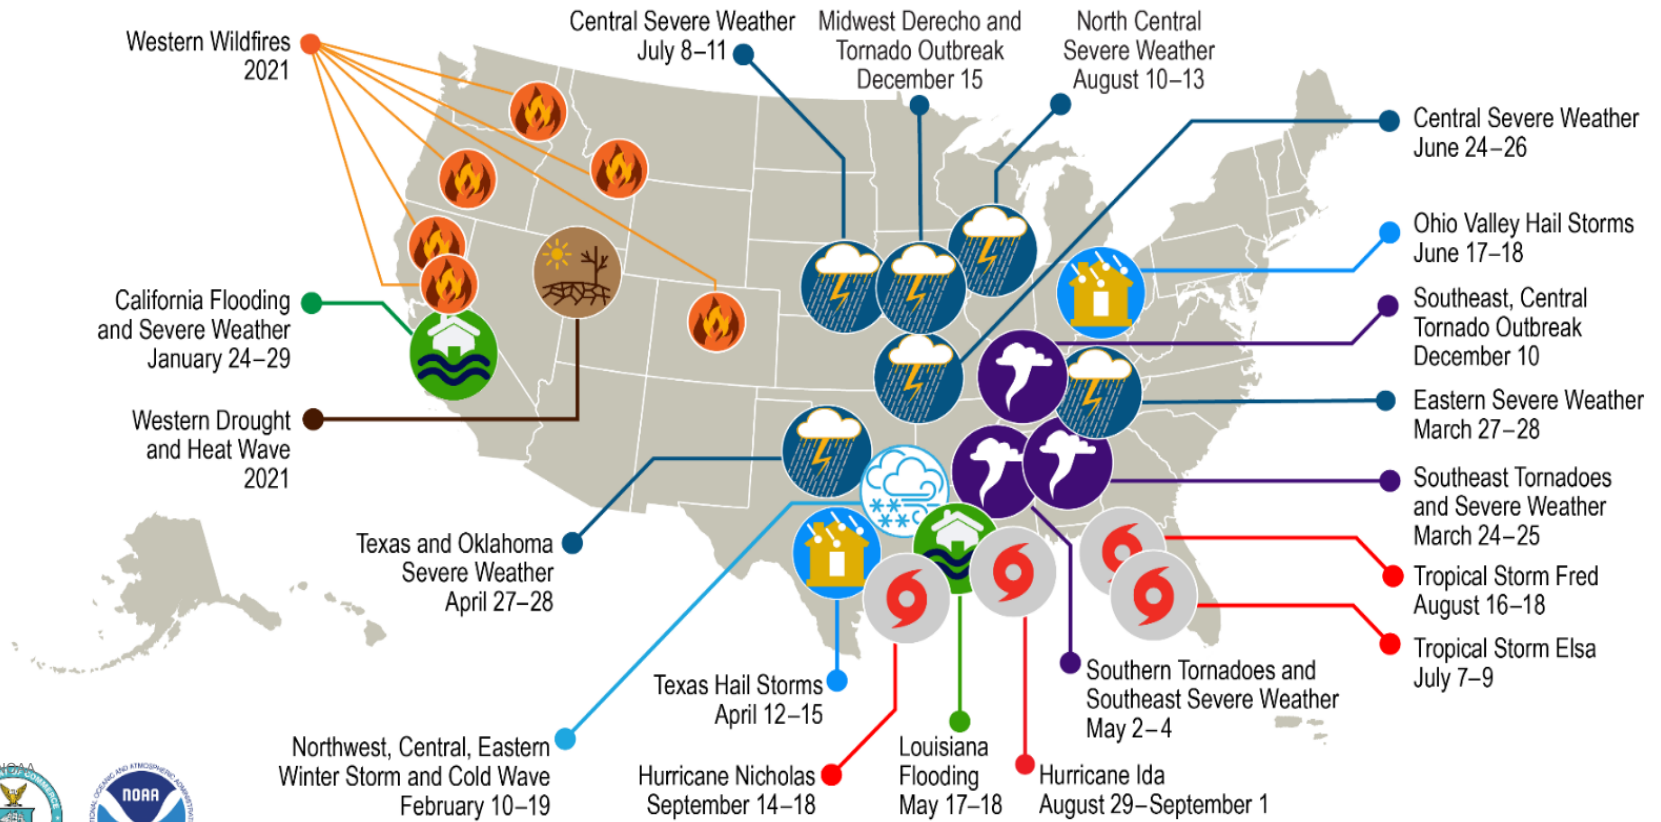 Western Wildfires
2021
Central Severe Weather
July 8–11
Midwest Derecho and
Tornado Outbreak
December 15
North Central
Severe Weather
August 10–13
Central Severe Weather
June 24–26
Ohio Valley Hail Storms
June 17–18
Southeast, Central
Tornado Outbreak
December 10
Eastern Severe Weather
March 27–28
Southeast Tornadoes
and Severe Weather
March 24–25
Tropical Storm Fred
August 16–18
Tropical Storm Elsa
July 7–9
California Flooding
and Severe Weather
January 24–29
Western Drought
and Heat Wave
2021
Texas and Oklahoma
Severe Weather
April 27–28
Texas Hail Storms
April 12–15
Southern Tornadoes and
Southeast Severe Weather
May 2–4
Northwest, Central, Eastern
Winter Storm and Cold Wave
February 10–19
Hurricane Nicholas
September 14–18
Louisiana
Flooding
May 17–18
Hurricane Ida
August 29–September 1
NOAA
OF COMMERCE
AND ATMOSPHERIC
NOAA